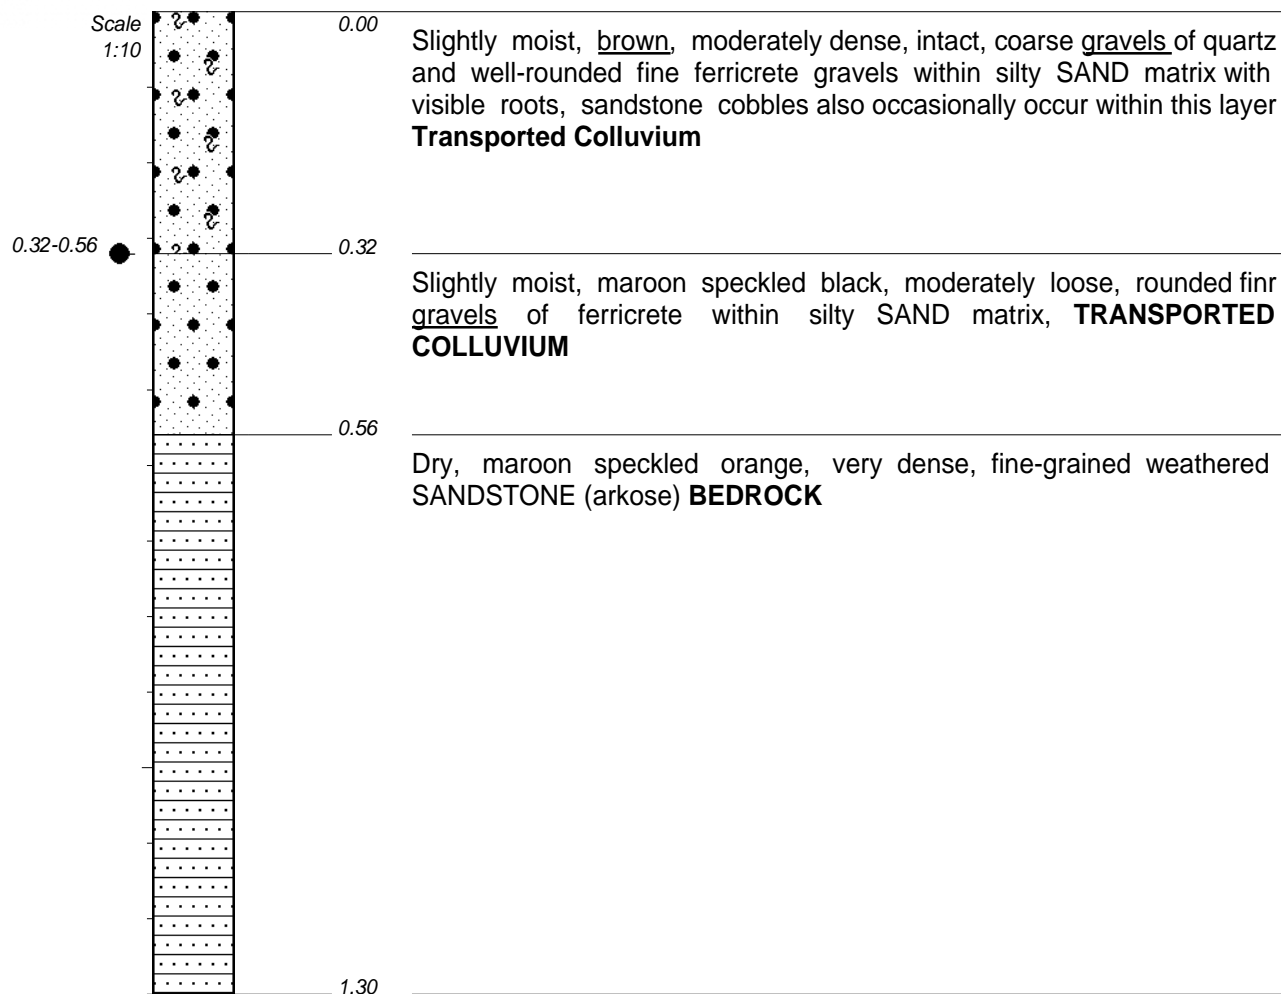 Scale
1:10
0.00
Slightly moist, brown, moderately dense, intact, coarse gravels of quartz
and well-rounded fine ferricrete gravels within silty SAND matrix with
visible roots, sandstone cobbles also occasionally occur within this layer
Transported Colluvium
0.32-0.56
0.32
Slightly moist, maroon speckled black, moderately loose, rounded finr
gravels of ferricrete within silty SAND matrix, TRANSPORTED
COLLUVIUM
0.56
Dry, maroon speckled orange, very dense, fine-grained weathered
SANDSTONE (arkose) BEDROCK
1.30